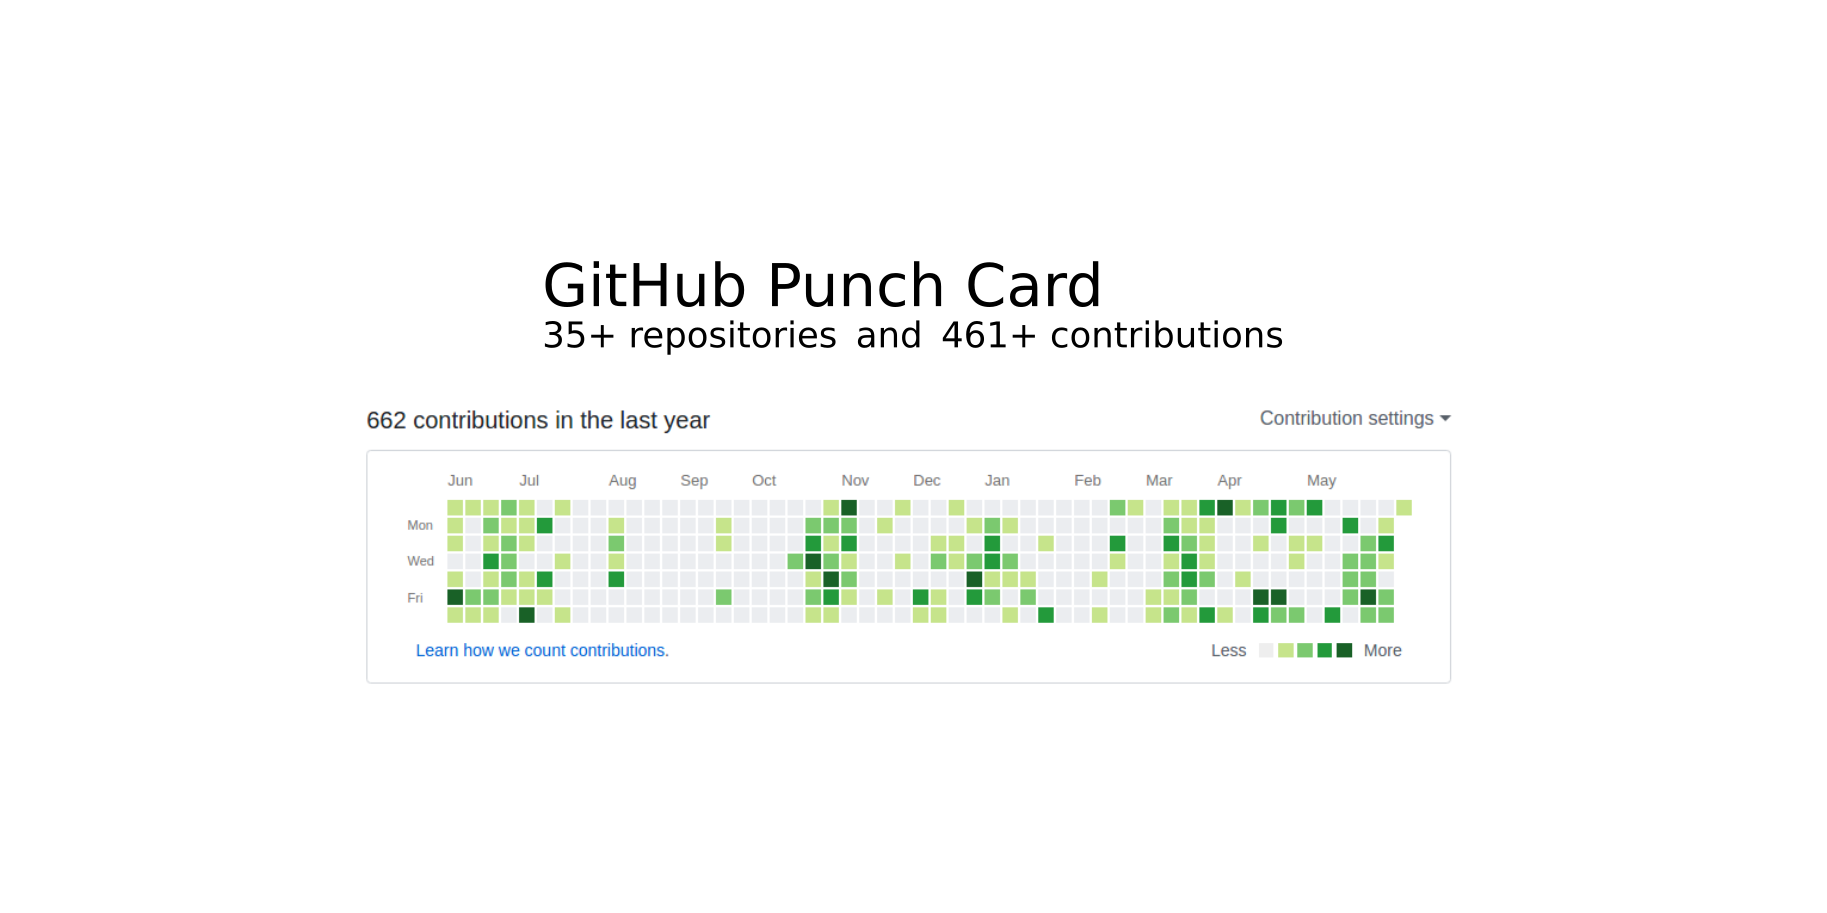 GitHub Punch Card
35+ repositories and 461+ contributions
662 contributions in the last year
Contribution settings
Jun Jul Aug Sep Oct Nov Dec Jan Feb Mar Apr May
Mon
Wed
Fri
Learn how we count contributions.
Less More